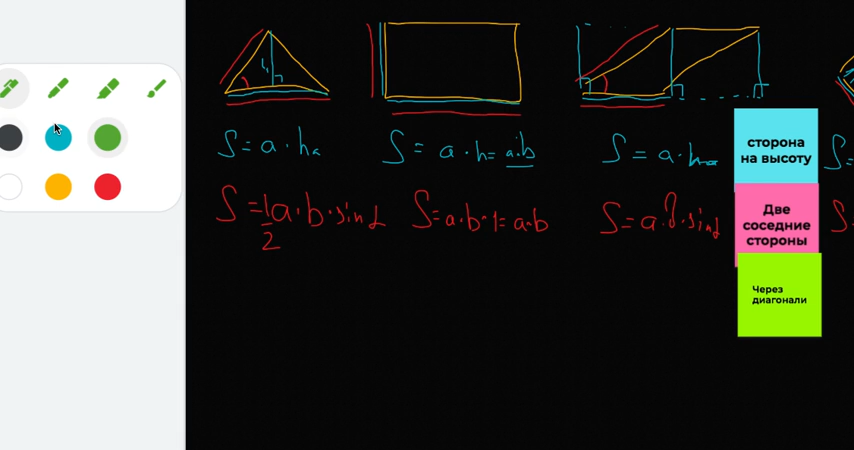 S = a · hₐ
S = a · h = a·b
S = a · hₐ
сторона
на высоту
S=
S = 1/2 a · b · sin α
S = a · b · 1 = a · b
S = a · β · sin α
Две
соседние
стороны
S
Через
диагонали